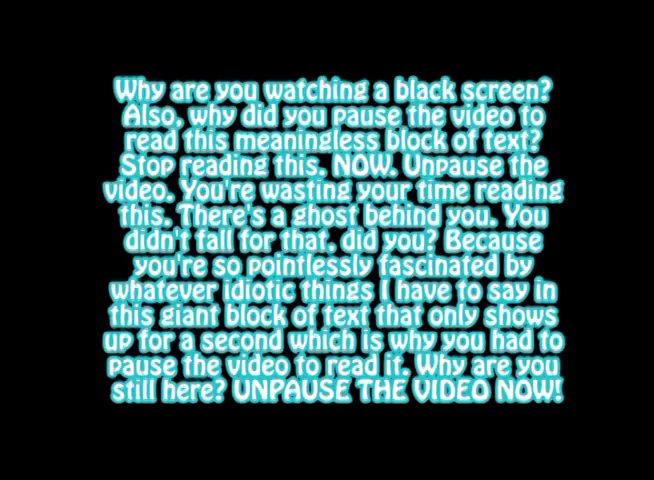 Why are you watching a black screen?
Also, why did you pause the video to
read this meaningless block of text?
Stop reading this. NOW. Unpause the
video. You're wasting your time reading
this. There's a ghost behind you. You
didn't fall for that, did you? Because
you're so pointlessly fascinated by
whatever idiotic things I have to say in
this giant block of text that only shows
up for a second which is why you had to
pause the video to read it. Why are you
still here? UNPAUSE THE VIDEO NOW!